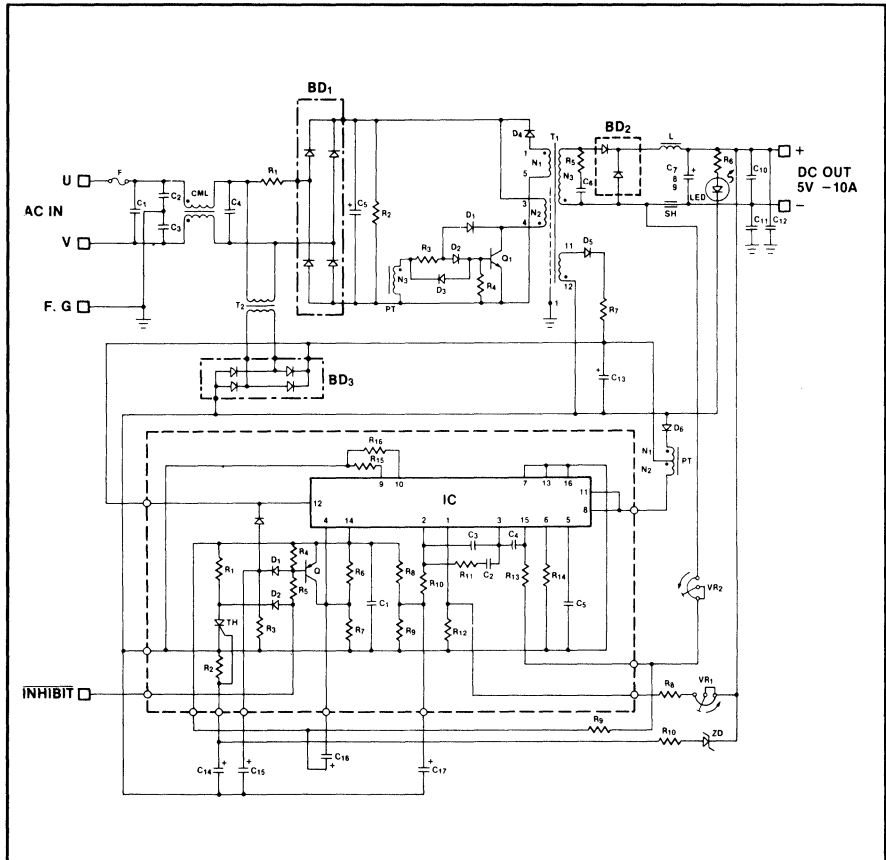 BD1
BD2
D4
T1
L
1
N1
5
R5
N3
C6
C7
8
9
R6
LED
C10
+
DC OUT
5V -10A
-
SH
C11
C12
U
F
C1
C2
CML
C3
C4
R1
C5
+
R2
AC IN
V
F. G
3
N2
4
D1
R3
D2
D3
Q1
R4
N3
PT
11
D5
12
1
R7
T2
BD3
+
C13
D6
N1
N2
PT
R16
R15
9
10
7
13
16
12
IC
11
8
4
14
2
1
3
15
6
5
R1
D1
R4
Q
R5
D2
R3
TH
R2
R6
R7
C1
R8
R9
R10
C3
C4
R11
C2
R12
R13
R14
C5
VR2
INHIBIT
R8
VR1
R9
R10
ZD
C14
+
C15
+
C16
+
C17
+